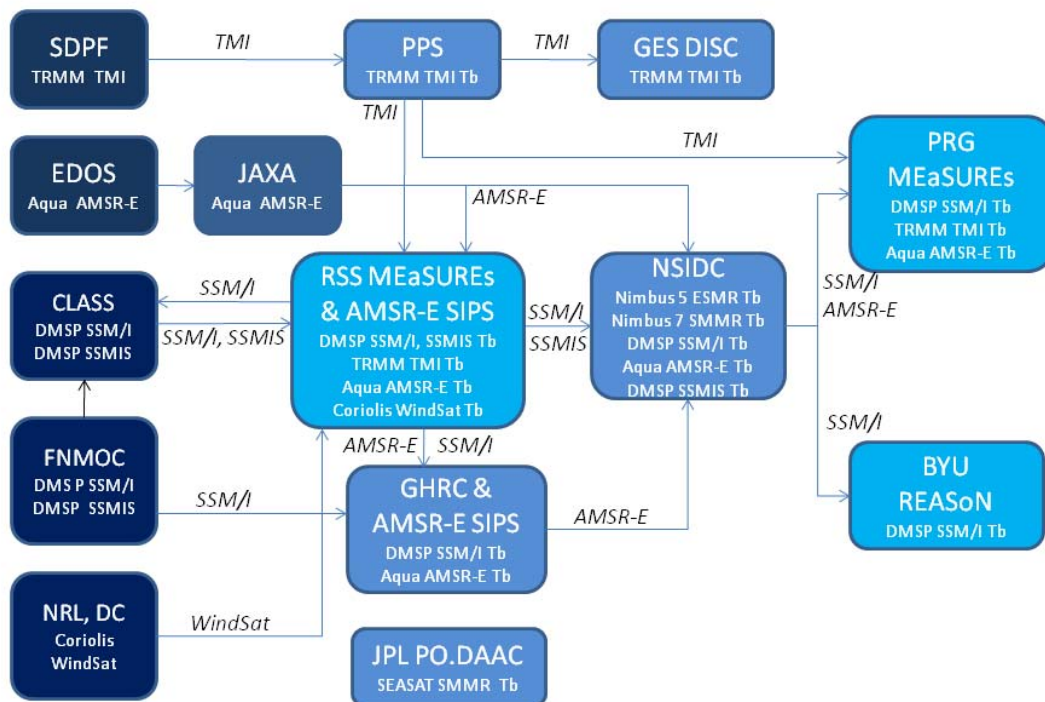 SDPF
TRMM TMI
TMI
PPS
TRMM TMI Tb
TMI
GES DISC
TRMM TMI Tb
TMI
TMI
EDOS
Aqua AMSR-E
JAXA
Aqua AMSR-E
AMSR-E
PRG
MEaSUREs
DMSP SSM/I Tb
TRMM TMI Tb
Aqua AMSR-E Tb
CLASS
DMSP SSM/I
DMSP SSMIS
SSM/I
SSM/I, SSMIS
RSS MEaSUREs
& AMSR-E SIPS
DMSP SSM/I, SSMIS Tb
TRMM TMI Tb
Aqua AMSR-E Tb
Coriolis WindSat Tb
SSM/I
SSMIS
NSIDC
Nimbus 5 ESMR Tb
Nimbus 7 SMMR Tb
DMSP SSM/I Tb
Aqua AMSR-E Tb
DMSP SSMIS Tb
SSM/I
AMSR-E
FNMOC
DMS P SSM/I
DMSP SSMIS
SSM/I
AMSR-E SSM/I
GHRC &
AMSR-E SIPS
DMSP SSM/I Tb
Aqua AMSR-E Tb
AMSR-E
SSM/I
BYU
REASoN
DMSP SSM/I Tb
NRL, DC
Coriolis
WindSat
WindSat
JPL PO.DAAC
SEASAT SMMR Tb